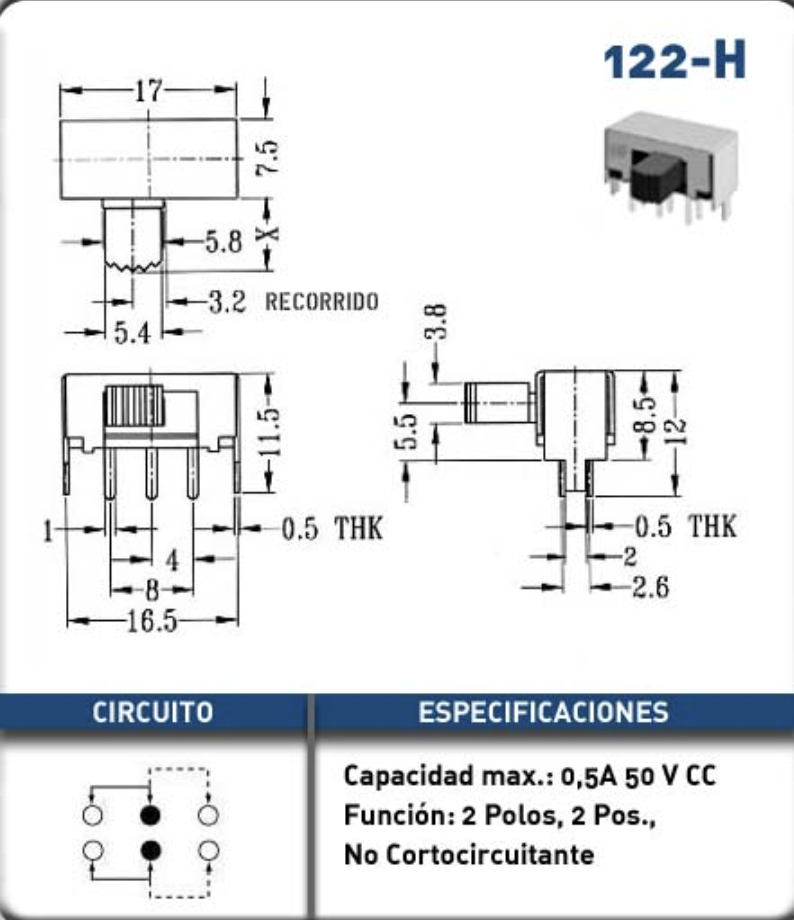 122-H
17
7.5
5.8
X
3.2 RECORRIDO
5.4
3.8
5.5
11.5
8.5
12
1
0.5 THK
4
8
16.5
0.5 THK
2
2.6
CIRCUITO
ESPECIFICACIONES
Capacidad max.: 0,5A 50 V CC
Función: 2 Polos, 2 Pos.,
No Cortocircuitante